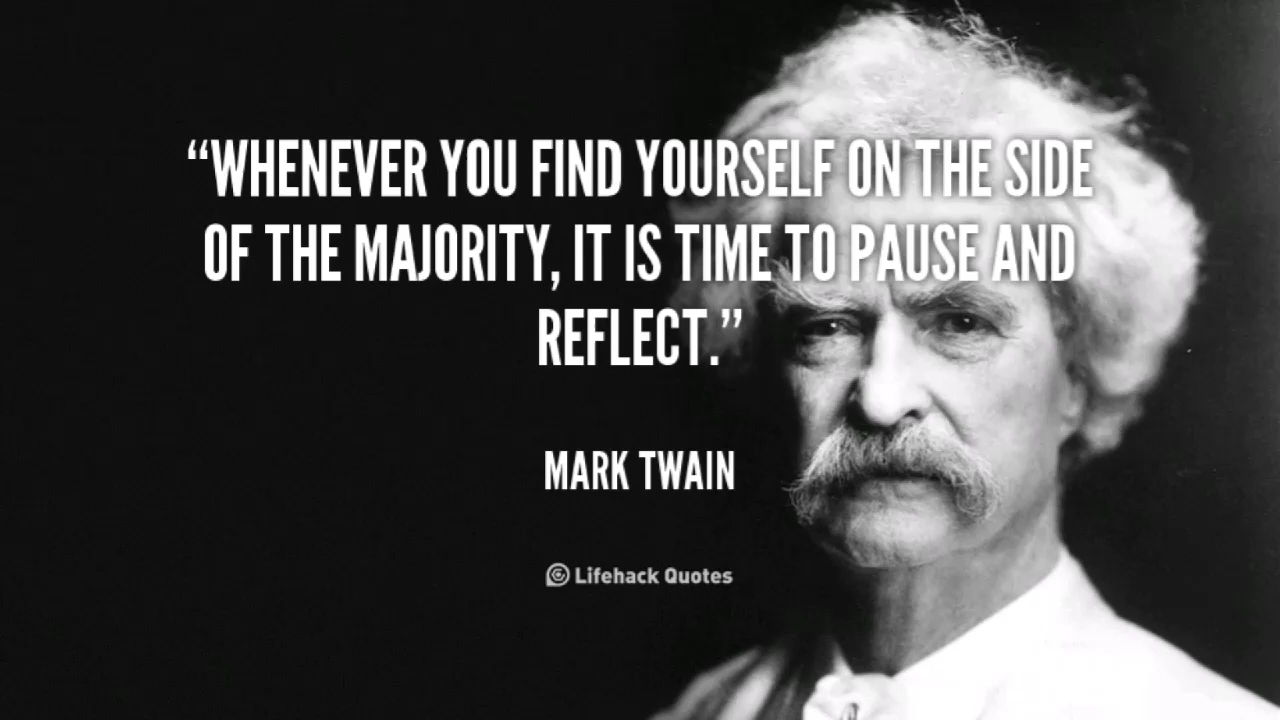 “WHENEVER YOU FIND YOURSELF ON THE SIDE
OF THE MAJORITY, IT IS TIME TO PAUSE AND
REFLECT.”
MARK TWAIN
Lifehack Quotes